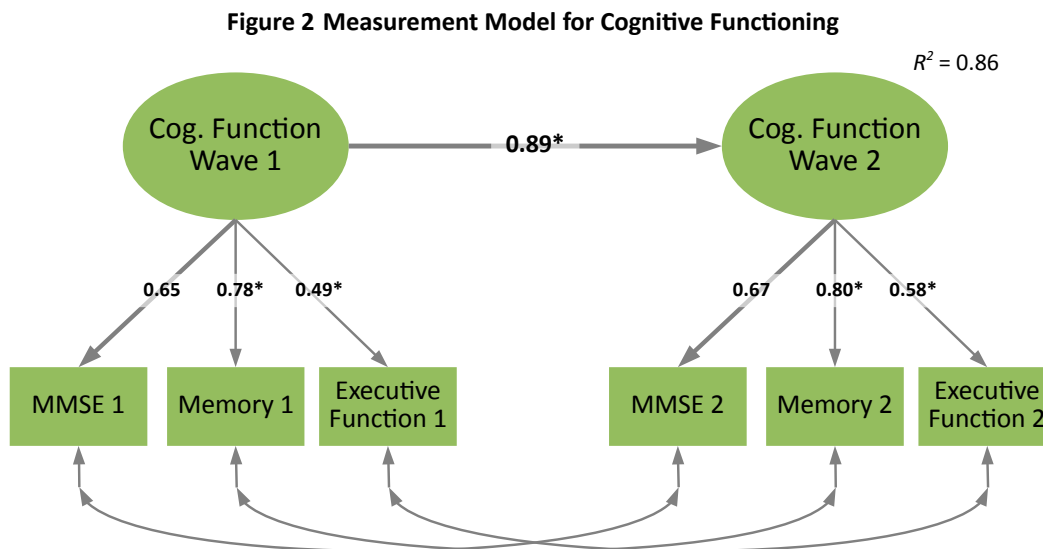 Figure 2 Measurement Model for Cognitive Functioning
R² = 0.86
Cog. Function
Wave 1
0.89*
Cog. Function
Wave 2
0.65 0.78* 0.49*
0.67 0.80* 0.58*
MMSE 1
Memory 1
Executive
Function 1
MMSE 2
Memory 2
Executive
Function 2